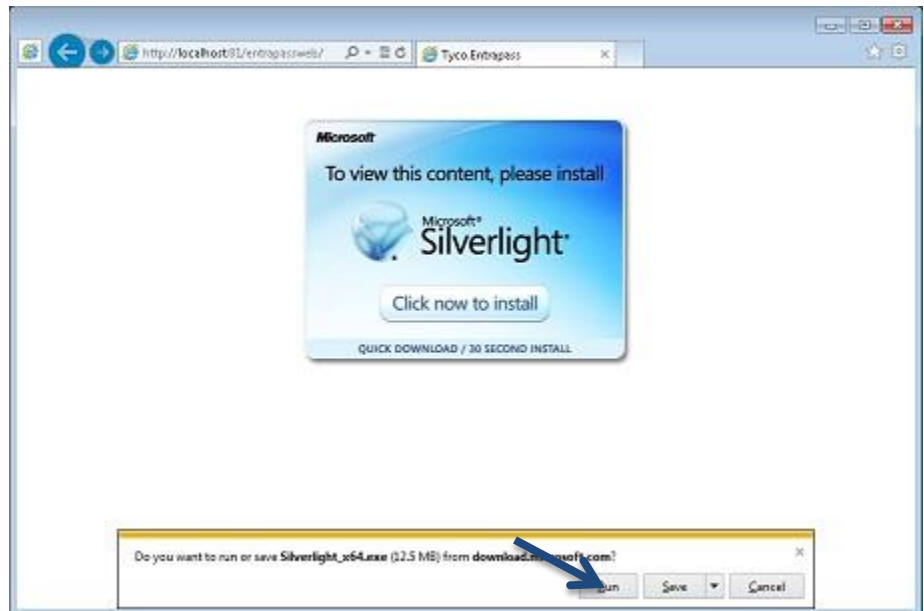 http://localhost:81/entrapassweb/
Tyco.Entrapass
Microsoft
To view this content, please install
Microsoft®
Silverlight
Click now to install
QUICK DOWNLOAD / 30 SECOND INSTALL
Do you want to run or save Silverlight_x64.exe (12.5 MB) from download.microsoft.com?
Run Save Cancel